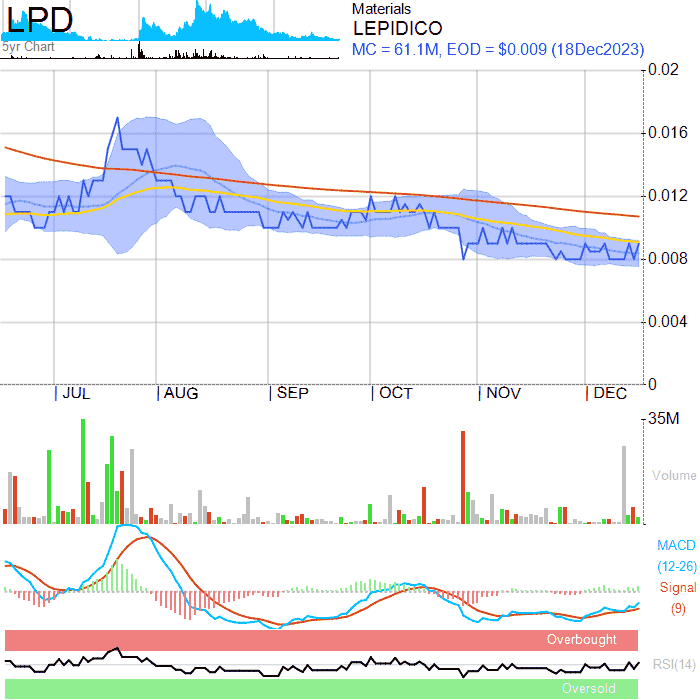 LPD
5yr Chart
Materials
LEPIDICO
MC = 61.1M, EOD = $0.009 (18Dec2023)
0.02
0.016
0.012
0.008
0.004
0
JUL AUG SEP OCT NOV DEC
35M
Volume
MACD
(12-26)
Signal
(9)
Overbought
RSI(14)
Oversold